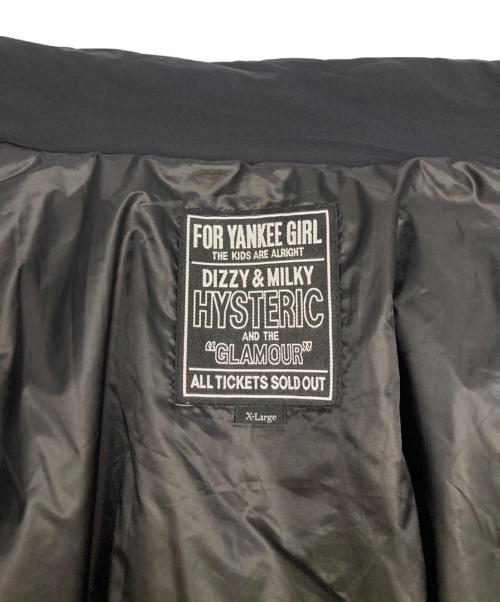 FOR YANKEE GIRL
THE KIDS ARE ALRIGHT
DIZZY & MILKY
HYSTERIC
AND THE
"GLAMOUR"
ALL TICKETS SOLD OUT
X-Large